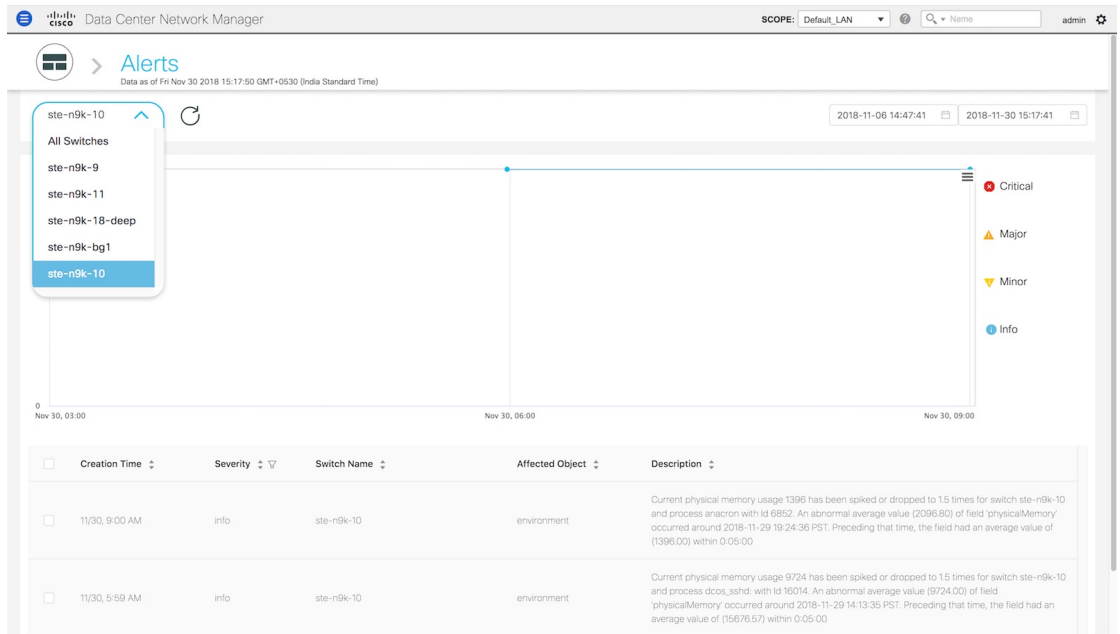 cisco Data Center Network Manager
SCOPE: Default_LAN
Name
admin
Alerts
Data as of Fri Nov 30 2018 15:17:50 GMT+0530 (India Standard Time)
ste-n9k-10
2018-11-06 14:47:41
2018-11-30 15:17:41
All Switches
ste-n9k-9
ste-n9k-11
ste-n9k-18-deep
ste-n9k-bg1
ste-n9k-10
Critical
Major
Minor
Info
0
Nov 30, 03:00
Nov 30, 06:00
Nov 30, 09:00
Creation Time Severity Switch Name Affected Object Description
11/30, 9:00 AM info ste-n9k-10 environment
Current physical memory usage 1396 has been spiked or dropped to 1.5 times for switch ste-n9k-10
and process anacron with Id 6852. An abnormal average value (2096.80) of field 'physicalMemory'
occurred around 2018-11-29 19:24:36 PST. Preceding that time, the field had an average value of
(1396.00) within 0:05:00
11/30, 5:59 AM info ste-n9k-10 environment
Current physical memory usage 9724 has been spiked or dropped to 1.5 times for switch ste-n9k-10
and process dcos_sshd: with Id 16014. An abnormal average value (9724.00) of field
'physicalMemory' occurred around 2018-11-29 14:13:35 PST. Preceding that time, the field had an
average value of (15676.57) within 0:05:00